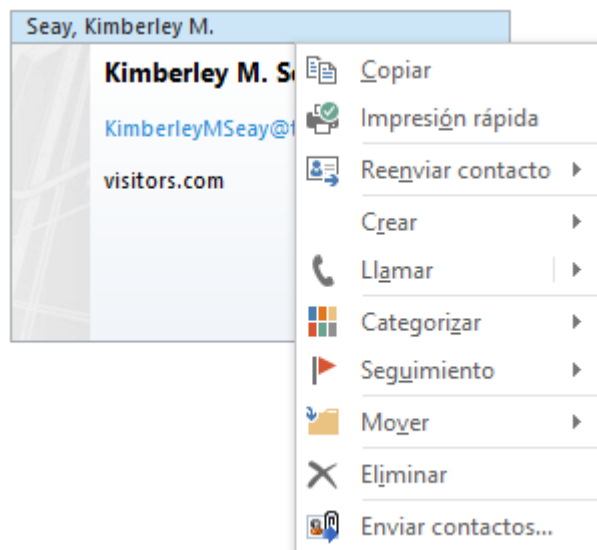 Seay, Kimberley M.
Kimberley M.
KimberleyMSeay@
visitors.com
Copiar
Impresión rápida
Reenviar contacto
Crear
Llamar
Categorizar
Seguimiento
Mover
Eliminar
Enviar contactos...